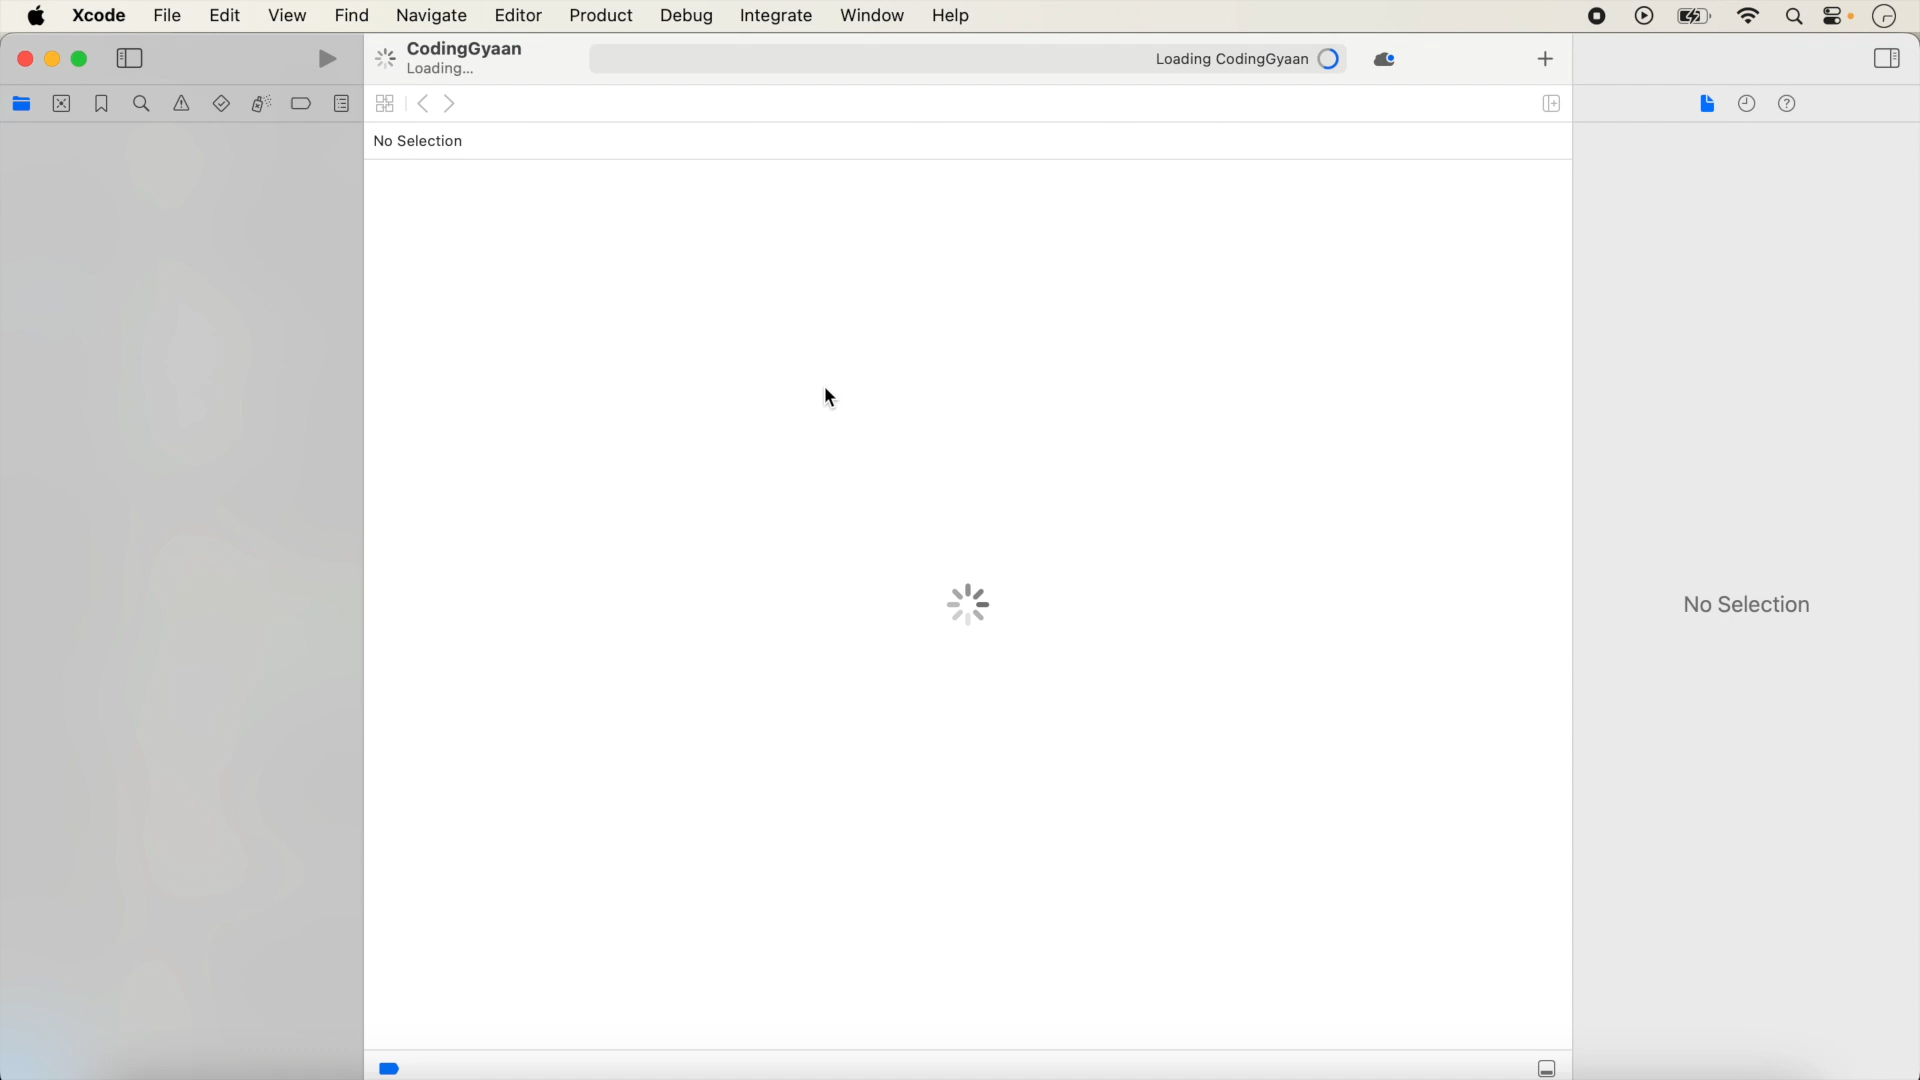 Xcode File Edit View Find Navigate Editor Product Debug Integrate Window Help
CodingGyaan
Loading...
Loading CodingGyaan
No Selection
No Selection